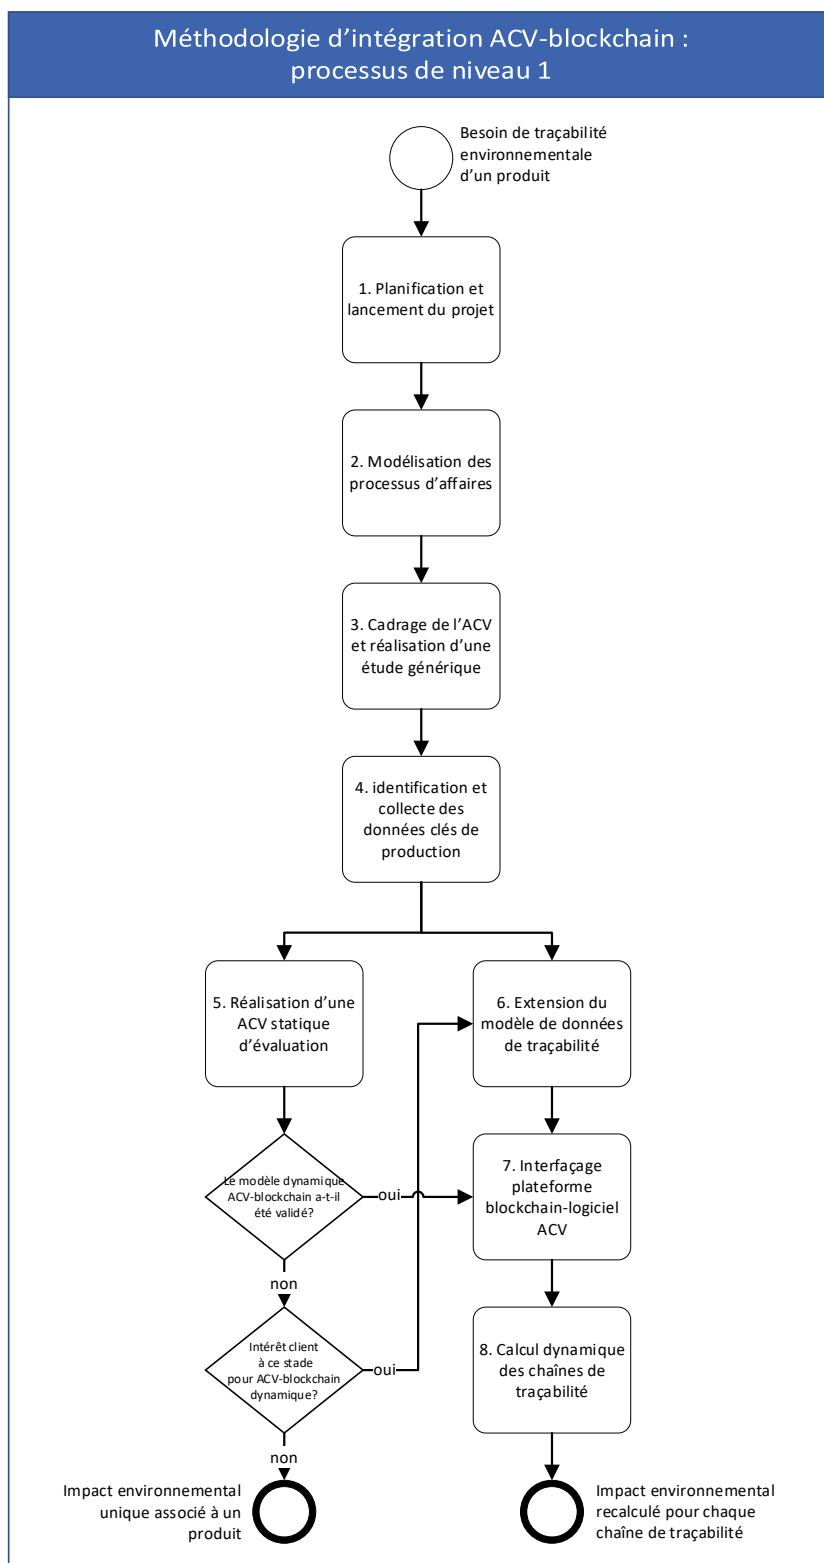 Méthodologie d'intégration ACV-blockchain :
processus de niveau 1
Besoin de traçabilité
environnementale
d'un produit
1. Planification et
lancement du projet
2. Modélisation des
processus d'affaires
3. Cadrage de l'ACV
et réalisation d'une
étude générique
4. identification et
collecte des
données clés de
production
5. Réalisation d'une
ACV statique
d'évaluation
6. Extension du
modèle de données
de traçabilité
Le modèle dynamique
ACV-blockchain a-t-il
été validé?
oui
7. Interfaçage
plateforme
blockchain-logiciel
ACV
non
Intérêt client
à ce stade
pour ACV-blockchain
dynamique?
oui
8. Calcul dynamique
des chaînes de
traçabilité
non
Impact environnemental
unique associé à un
produit
Impact environnemental
recalculé pour chaque
chaîne de traçabilité